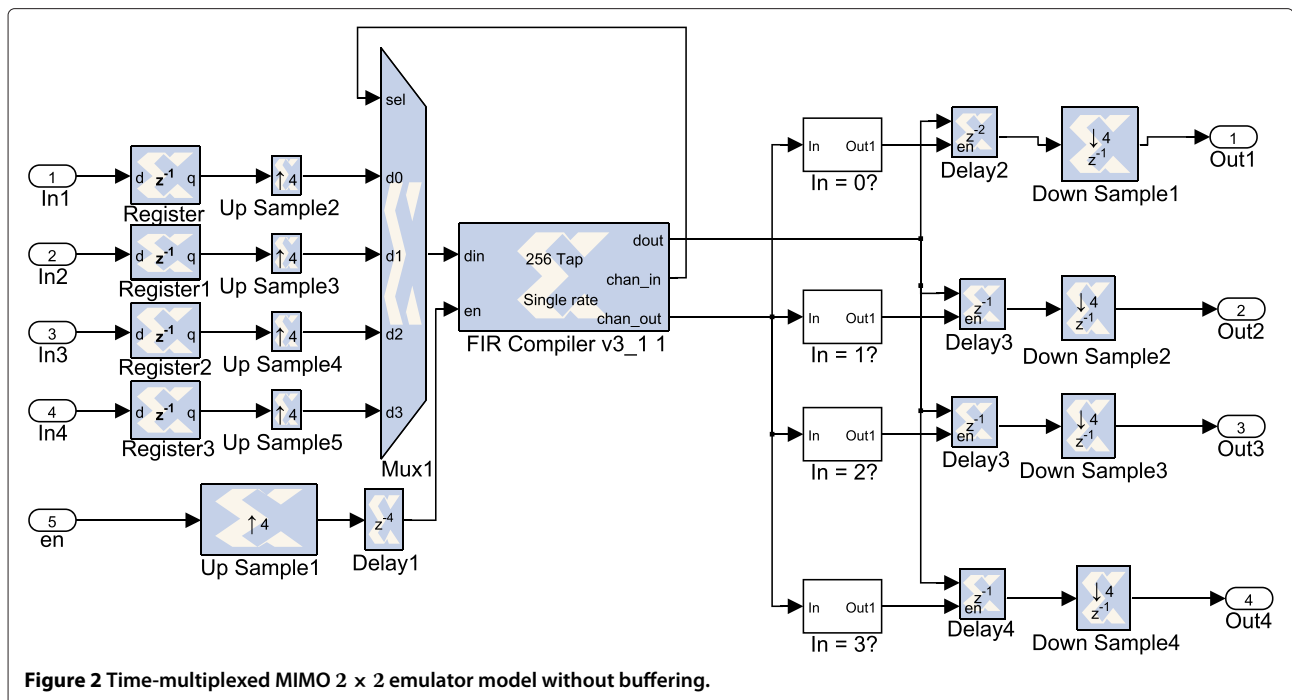 sel
1
In1
d z⁻¹ q
Register
↑4
Up Sample2
d0
2
In2
d z⁻¹ q
Register1
↑4
Up Sample3
d1
3
In3
d z⁻¹ q
Register2
↑4
Up Sample4
d2
4
In4
d z⁻¹ q
Register3
↑4
Up Sample5
d3
Mux1
5
en
↑4
Up Sample1
z⁻⁴
Delay1
din
en
256 Tap
Single rate
dout
chan_in
chan_out
FIR Compiler v3_1 1
In Out1
In = 0?
z⁻²
en
Delay2
↓4
z⁻¹
Down Sample1
1
Out1
In Out1
In = 1?
z⁻¹
en
Delay3
↓4
z⁻¹
Down Sample2
2
Out2
In Out1
In = 2?
z⁻¹
en
Delay3
↓4
z⁻¹
Down Sample3
3
Out3
In Out1
In = 3?
z⁻¹
en
Delay4
↓4
z⁻¹
Down Sample4
4
Out4
Figure 2 Time-multiplexed MIMO 2 × 2 emulator model without buffering.